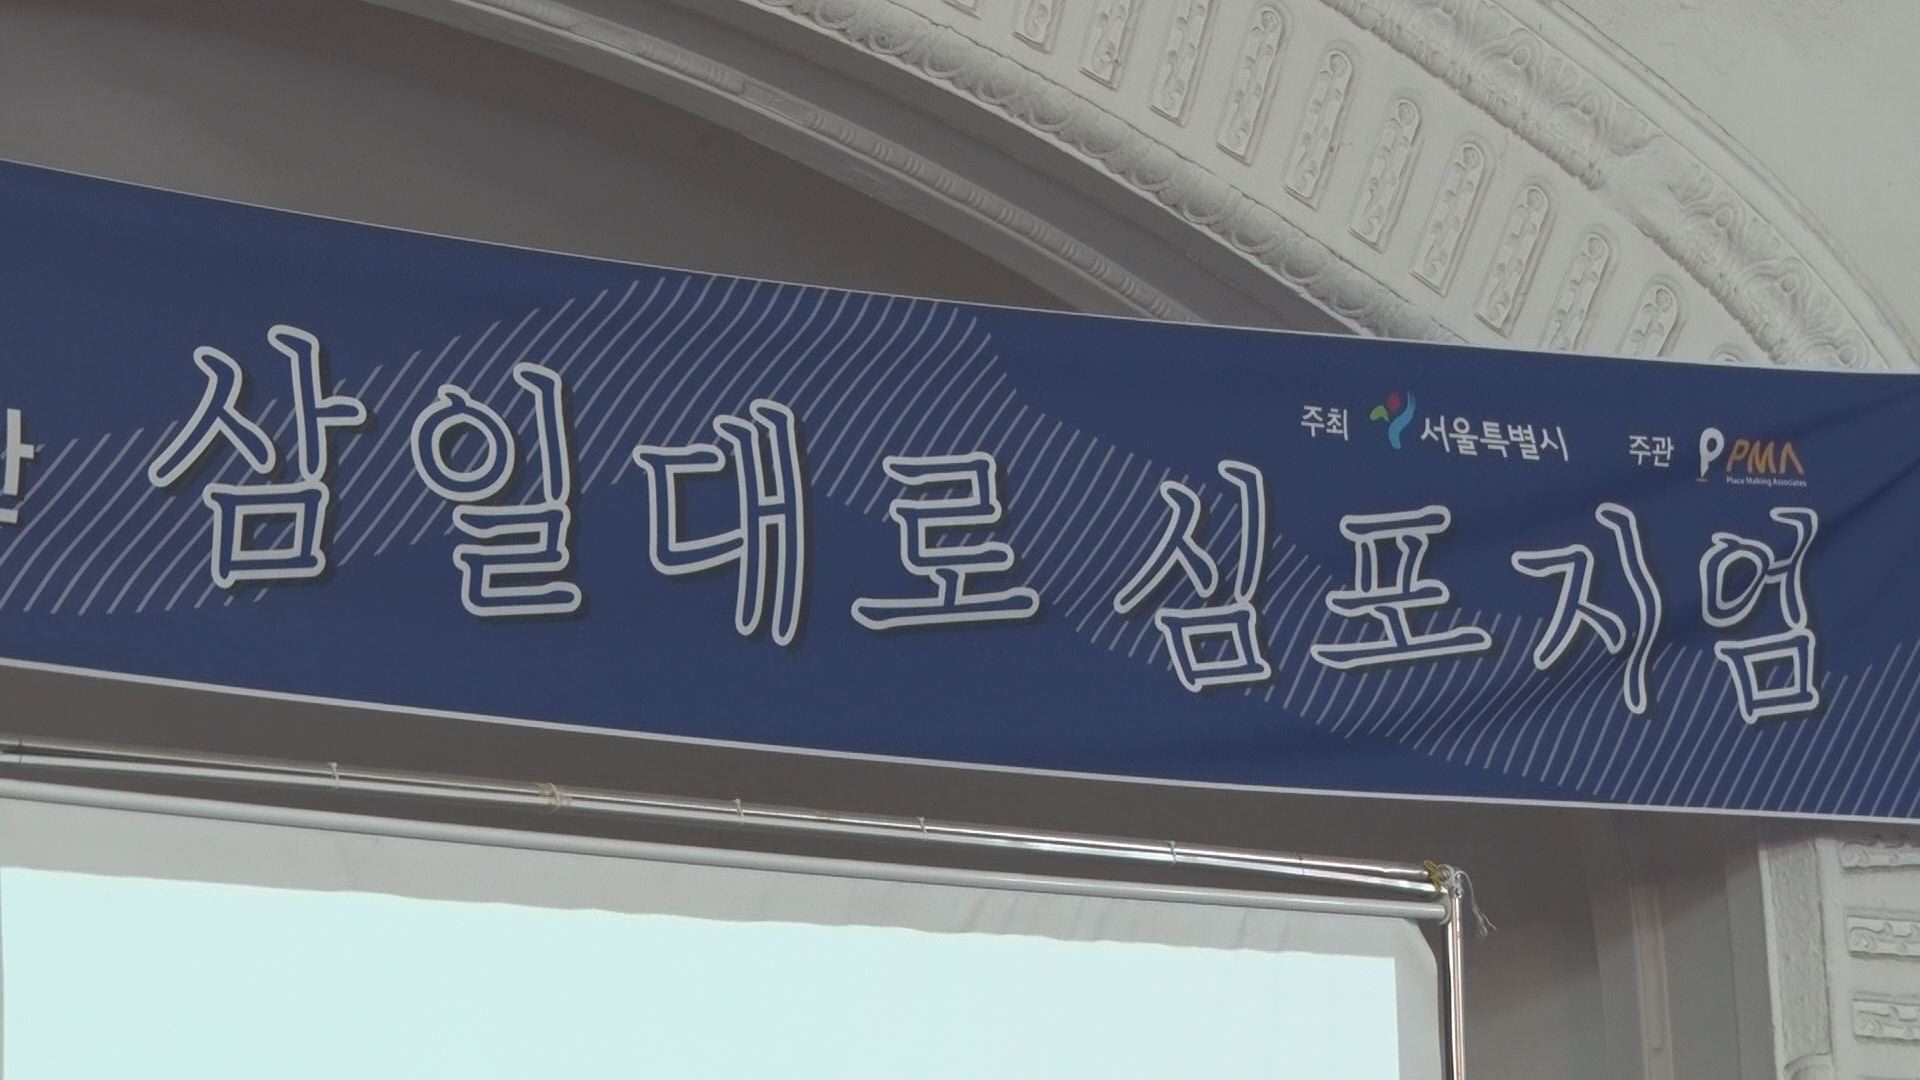 주최 서울특별시 주관 PMA
Place Making Associates
삼일대로 심포지엄